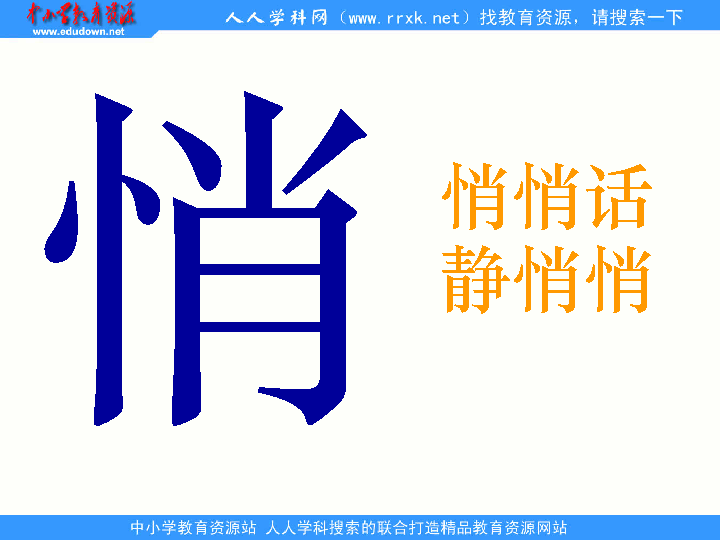 中小学教育资源
www.edudown.net
人人学科网（www.rrxk.net）找教育资源，请搜索一下
悄
悄悄话
静悄悄
中小学教育资源站 人人学科搜索的联合打造精品教育资源网站